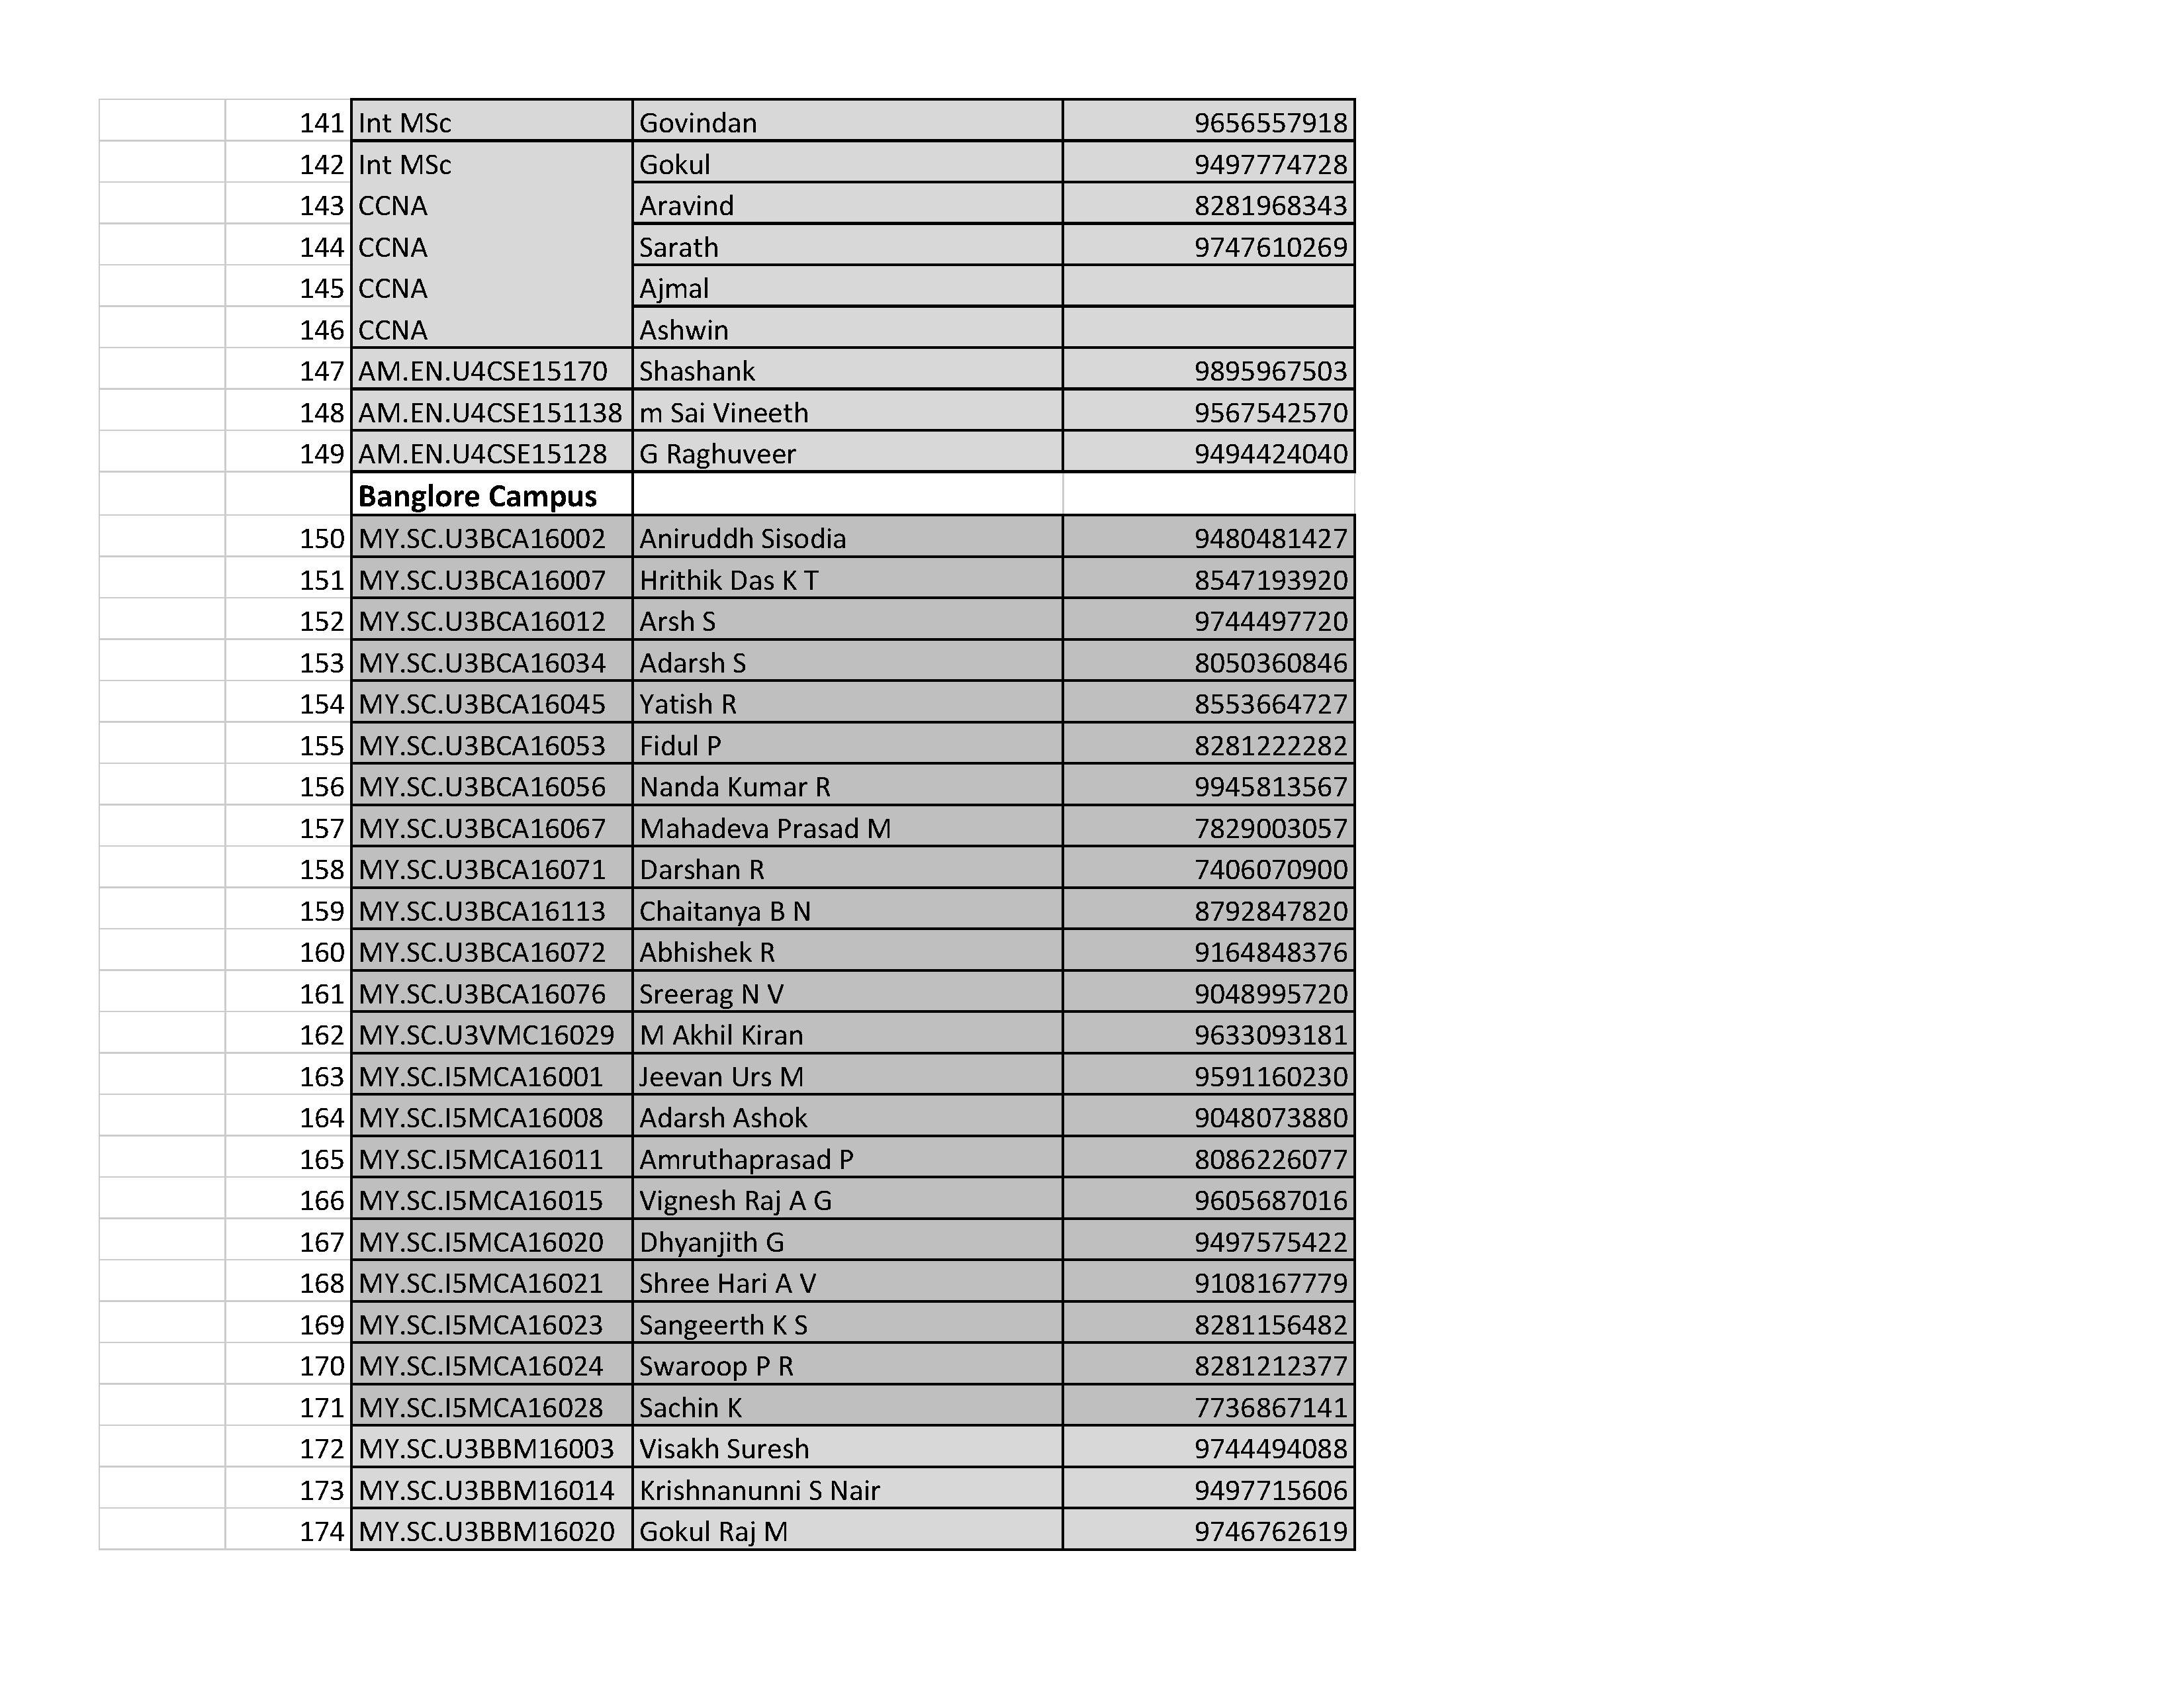 141 Int MSc Govindan 9656557918
142 Int MSc Gokul 9497774728
143 CCNA Aravind 8281968343
144 CCNA Sarath 9747610269
145 CCNA Ajmal
146 CCNA Ashwin
147 AM.EN.U4CSE15170 Shashank 9895967503
148 AM.EN.U4CSE151138 m Sai Vineeth 9567542570
149 AM.EN.U4CSE15128 G Raghuveer 9494424040
Banglore Campus
150 MY.SC.U3BCA16002 Aniruddh Sisodia 9480481427
151 MY.SC.U3BCA16007 Hrithik Das K T 8547193920
152 MY.SC.U3BCA16012 Arsh S 9744497720
153 MY.SC.U3BCA16034 Adarsh S 8050360846
154 MY.SC.U3BCA16045 Yatish R 8553664727
155 MY.SC.U3BCA16053 Fidul P 8281222282
156 MY.SC.U3BCA16056 Nanda Kumar R 9945813567
157 MY.SC.U3BCA16067 Mahadeva Prasad M 7829003057
158 MY.SC.U3BCA16071 Darshan R 7406070900
159 MY.SC.U3BCA16113 Chaitanya B N 8792847820
160 MY.SC.U3BCA16072 Abhishek R 9164848376
161 MY.SC.U3BCA16076 Sreerag N V 9048995720
162 MY.SC.U3VMC16029 M Akhil Kiran 9633093181
163 MY.SC.I5MCA16001 Jeevan Urs M 9591160230
164 MY.SC.I5MCA16008 Adarsh Ashok 9048073880
165 MY.SC.I5MCA16011 Amruthaprasad P 8086226077
166 MY.SC.I5MCA16015 Vignesh Raj A G 9605687016
167 MY.SC.I5MCA16020 Dhyanjith G 9497575422
168 MY.SC.I5MCA16021 Shree Hari A V 9108167779
169 MY.SC.I5MCA16023 Sangeerth K S 8281156482
170 MY.SC.I5MCA16024 Swaroop P R 8281212377
171 MY.SC.I5MCA16028 Sachin K 7736867141
172 MY.SC.U3BBM16003 Visakh Suresh 9744494088
173 MY.SC.U3BBM16014 Krishnanunni S Nair 9497715606
174 MY.SC.U3BBM16020 Gokul Raj M 9746762619